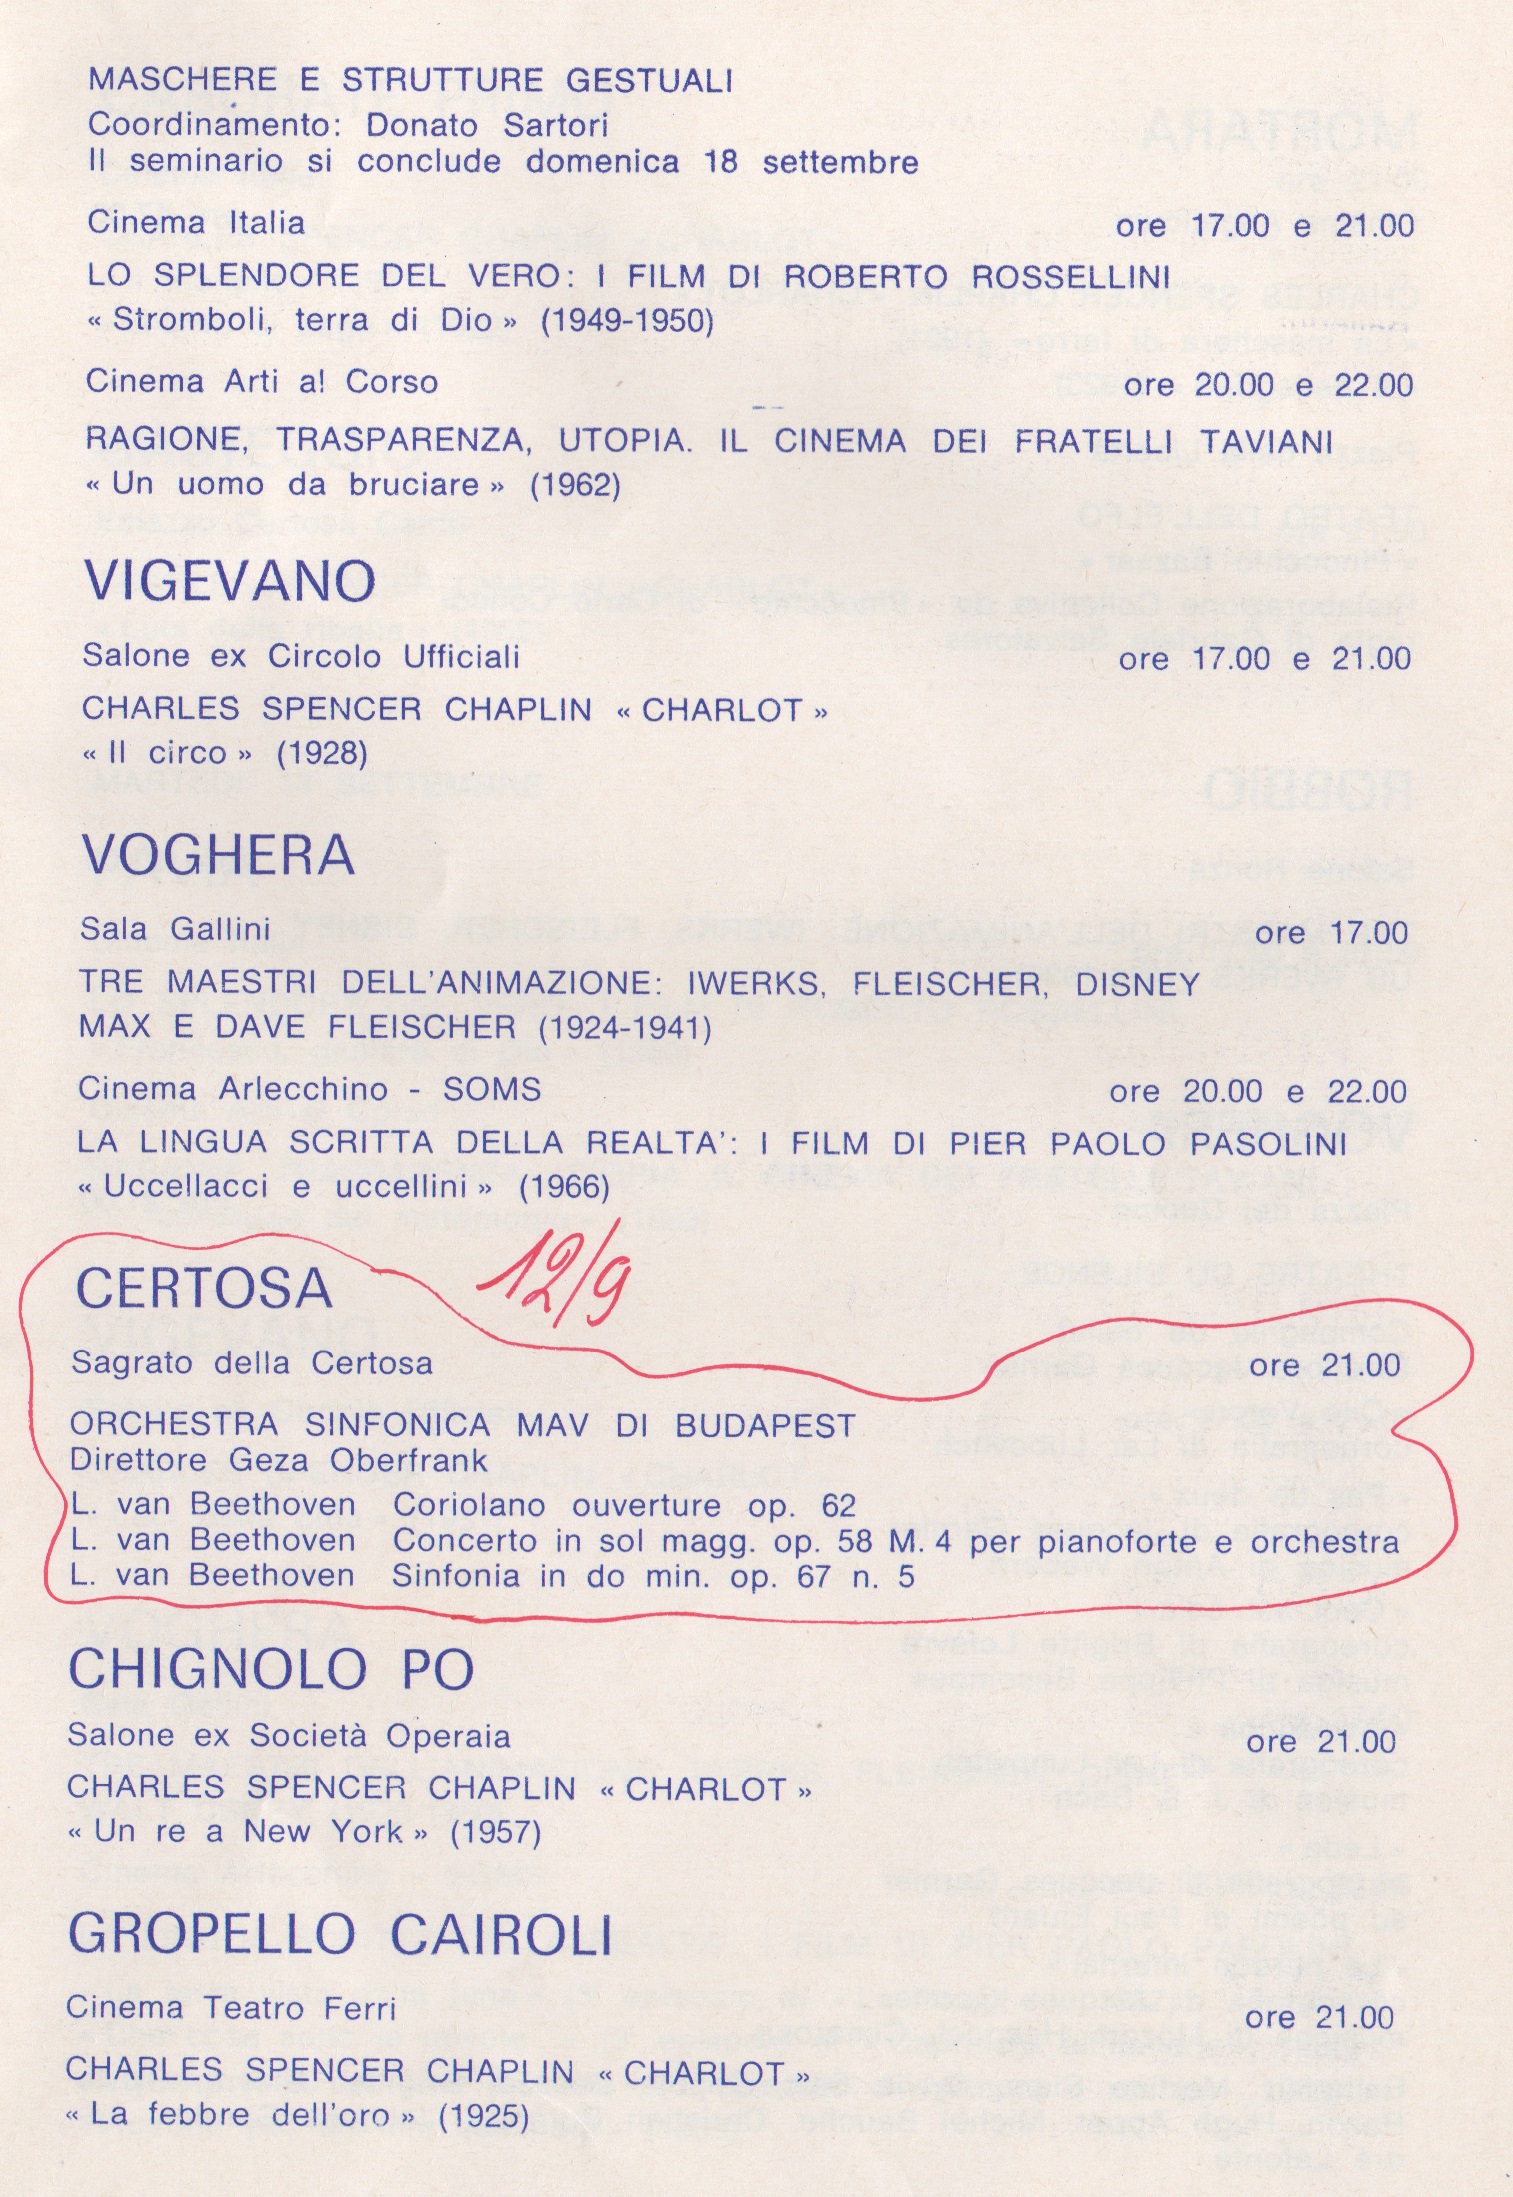 MASCHERE E STRUTTURE GESTUALI
Coordinamento: Donato Sartori
Il seminario si conclude domenica 18 settembre
Cinema Italia ore 17.00 e 21.00
LO SPLENDORE DEL VERO: I FILM DI ROBERTO ROSSELLINI
« Stromboli, terra di Dio » (1949-1950)
Cinema Arti a! Corso ore 20.00 e 22.00
RAGIONE, TRASPARENZA, UTOPIA. IL CINEMA DEI FRATELLI TAVIANI
« Un uomo da bruciare » (1962)
VIGEVANO
Salone ex Circolo Ufficiali ore 17.00 e 21.00
CHARLES SPENCER CHAPLIN « CHARLOT »
« Il circo » (1928)
VOGHERA
Sala Gallini ore 17.00
TRE MAESTRI DELL'ANIMAZIONE: IWERKS, FLEISCHER, DISNEY
MAX E DAVE FLEISCHER (1924-1941)
Cinema Arlecchino - SOMS ore 20.00 e 22.00
LA LINGUA SCRITTA DELLA REALTA': I FILM DI PIER PAOLO PASOLINI
« Uccellacci e uccellini » (1966)
CERTOSA 12/9
Sagrato della Certosa ore 21.00
ORCHESTRA SINFONICA MAV DI BUDAPEST
Direttore Geza Oberfrank
L. van Beethoven Coriolano ouverture op. 62
L. van Beethoven Concerto in sol magg. op. 58 M. 4 per pianoforte e orchestra
L. van Beethoven Sinfonia in do min. op. 67 n. 5
CHIGNOLO PO
Salone ex Società Operaia ore 21.00
CHARLES SPENCER CHAPLIN « CHARLOT »
« Un re a New York » (1957)
GROPELLO CAIROLI
Cinema Teatro Ferri ore 21.00
CHARLES SPENCER CHAPLIN « CHARLOT »
« La febbre dell'oro » (1925)